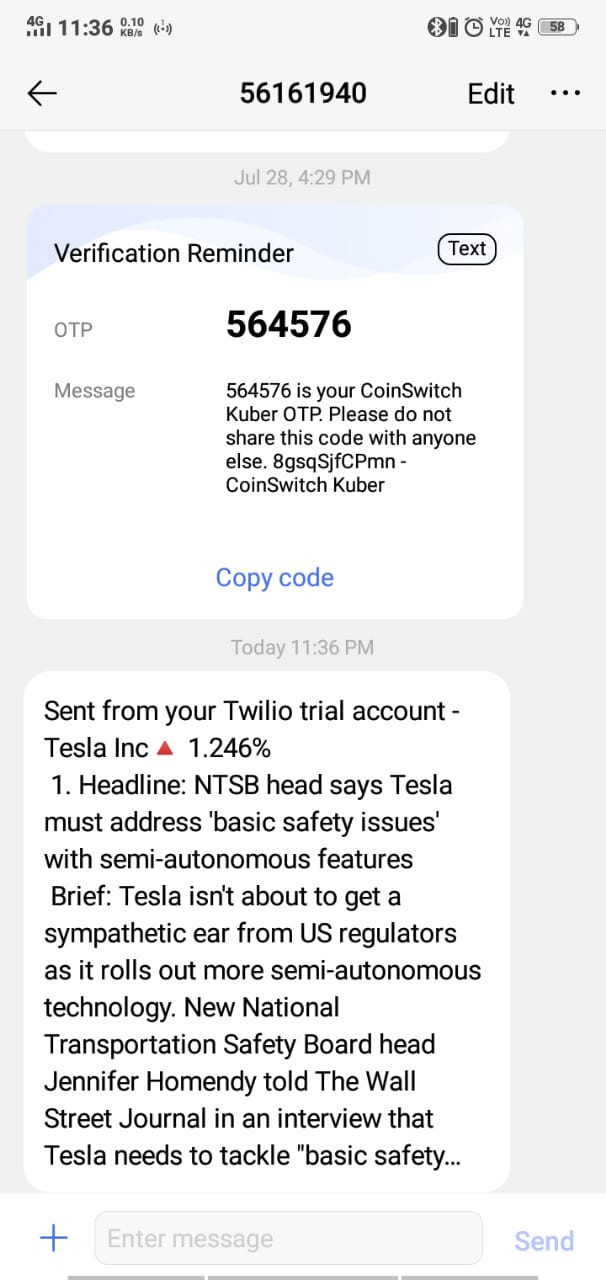 4G 11:36 0.10 KB/s Vo)) LTE 4G 58
56161940 Edit
Jul 28, 4:29 PM
Verification Reminder Text
OTP 564576
Message 564576 is your CoinSwitch
Kuber OTP. Please do not
share this code with anyone
else. 8gsqSjfCPmn -
CoinSwitch Kuber
Copy code
Today 11:36 PM
Sent from your Twilio trial account -
Tesla Inc🔺 1.246%
1. Headline: NTSB head says Tesla
must address 'basic safety issues'
with semi-autonomous features
Brief: Tesla isn't about to get a
sympathetic ear from US regulators
as it rolls out more semi-autonomous
technology. New National
Transportation Safety Board head
Jennifer Homendy told The Wall
Street Journal in an interview that
Tesla needs to tackle "basic safety...
Enter message Send